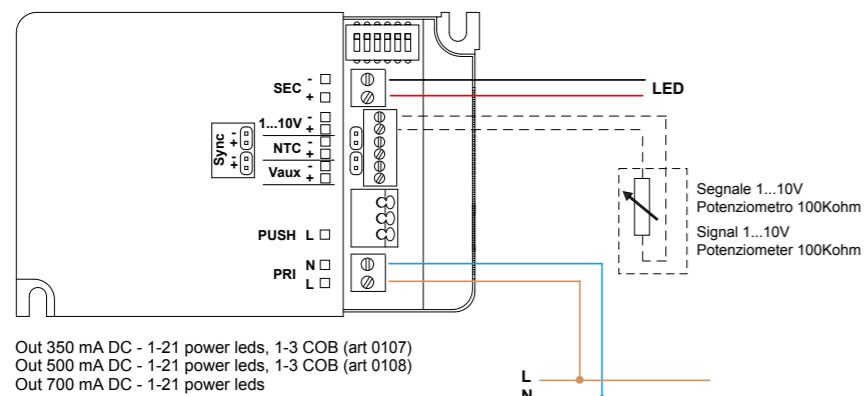 SEC -
+
LED
1...10V -
+
Sync
+ -
+ -
NTC -
+
Vaux -
+
Segnale 1...10V
Potenziometro 100Kohm
Signal 1...10V
Potenziometer 100Kohm
PUSH L
PRI N
L
Out 350 mA DC - 1-21 power leds, 1-3 COB (art 0107)
Out 500 mA DC - 1-21 power leds, 1-3 COB (art 0108)
Out 700 mA DC - 1-21 power leds
L
N